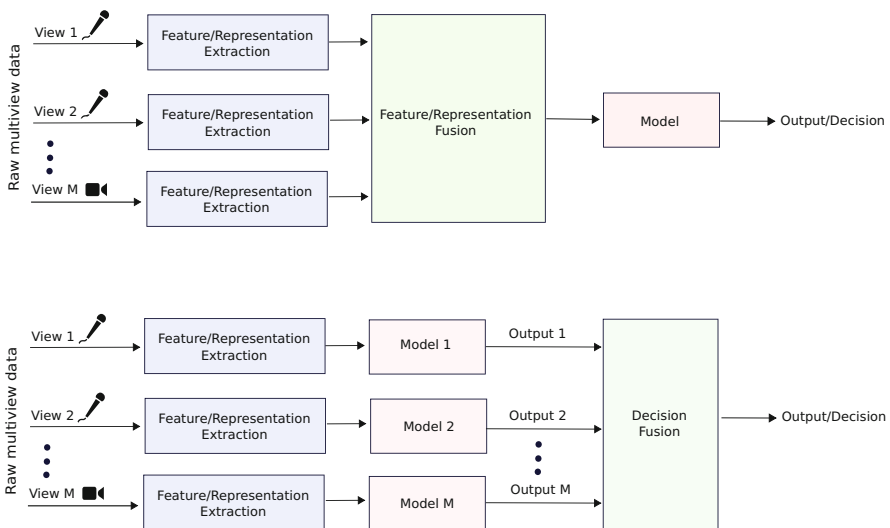 Raw multiview data
View 1
Feature/Representation
Extraction
View 2
Feature/Representation
Extraction
View M
Feature/Representation
Extraction
Feature/Representation
Fusion
Model
Output/Decision
Raw multiview data
View 1
Feature/Representation
Extraction
Model 1
Output 1
View 2
Feature/Representation
Extraction
Model 2
Output 2
View M
Feature/Representation
Extraction
Model M
Output M
Decision
Fusion
Output/Decision